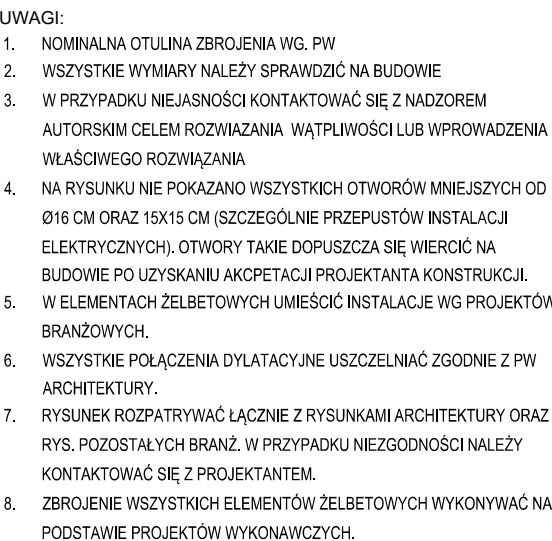 UWAGI:
1. NOMINALNA OTULINA ZBROJENIA WG. PW
2. WSZYSTKIE WYMIARY NALEŻY SPRAWDZIĆ NA BUDOWIE
3. W PRZYPADKU NIEJASNOŚCI KONTAKTOWAĆ SIĘ Z NADZOREM
AUTORSKIM CELEM ROZWIAZANIA WĄTPLIWOŚCI LUB WPROWADZENIA
WŁAŚCIWEGO ROZWIĄZANIA
4. NA RYSUNKU NIE POKAZANO WSZYSTKICH OTWORÓW MNIEJSZYCH OD
Ø16 CM ORAZ 15X15 CM (SZCZEGÓLNIE PRZEPUSTÓW INSTALACJI
ELEKTRYCZNYCH). OTWORY TAKIE DOPUSZCZA SIĘ WIERCIĆ NA
BUDOWIE PO UZYSKANIU AKCPETACJI PROJEKTANTA KONSTRUKCJI.
5. W ELEMENTACH ŻELBETOWYCH UMIEŚCIĆ INSTALACJE WG PROJEKTÓW
BRANŻOWYCH.
6. WSZYSTKIE POŁĄCZENIA DYLATACYJNE USZCZELNIAĆ ZGODNIE Z PW
ARCHITEKTURY.
7. RYSUNEK ROZPATRYWAĆ ŁĄCZNIE Z RYSUNKAMI ARCHITEKTURY ORAZ
RYS. POZOSTAŁYCH BRANŻ. W PRZYPADKU NIEZGODNOŚCI NALEŻY
KONTAKTOWAĆ SIĘ Z PROJEKTANTEM.
8. ZBROJENIE WSZYSTKICH ELEMENTÓW ŻELBETOWYCH WYKONYWAĆ NA
PODSTAWIE PROJEKTÓW WYKONAWCZYCH.